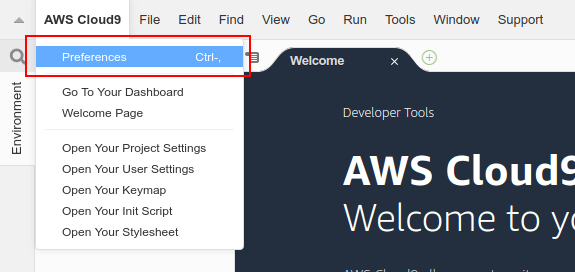 AWS Cloud9 File Edit Find View Go Run Tools Window Support
Preferences Ctrl-,
Welcome
Go To Your Dashboard
Welcome Page
Open Your Project Settings
Open Your User Settings
Open Your Keymap
Open Your Init Script
Open Your Stylesheet
Environment
Developer Tools
AWS Cloud9
Welcome to yo